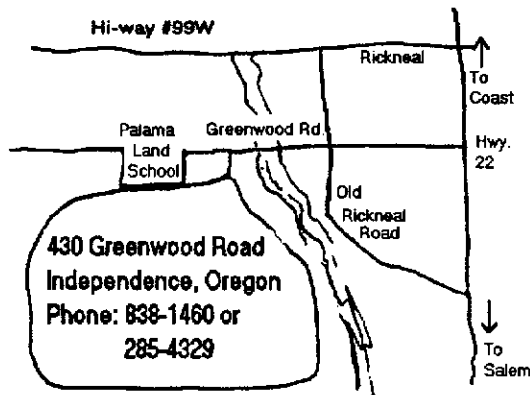 Hi-way #99W
Rickneal
To
Coast
Palama
Land
School
Greenwood Rd.
Hwy.
22
Old
Rickneal
Road
430 Greenwood Road
Independence, Oregon
Phone: 838-1460 or
285-4329
To
Salem